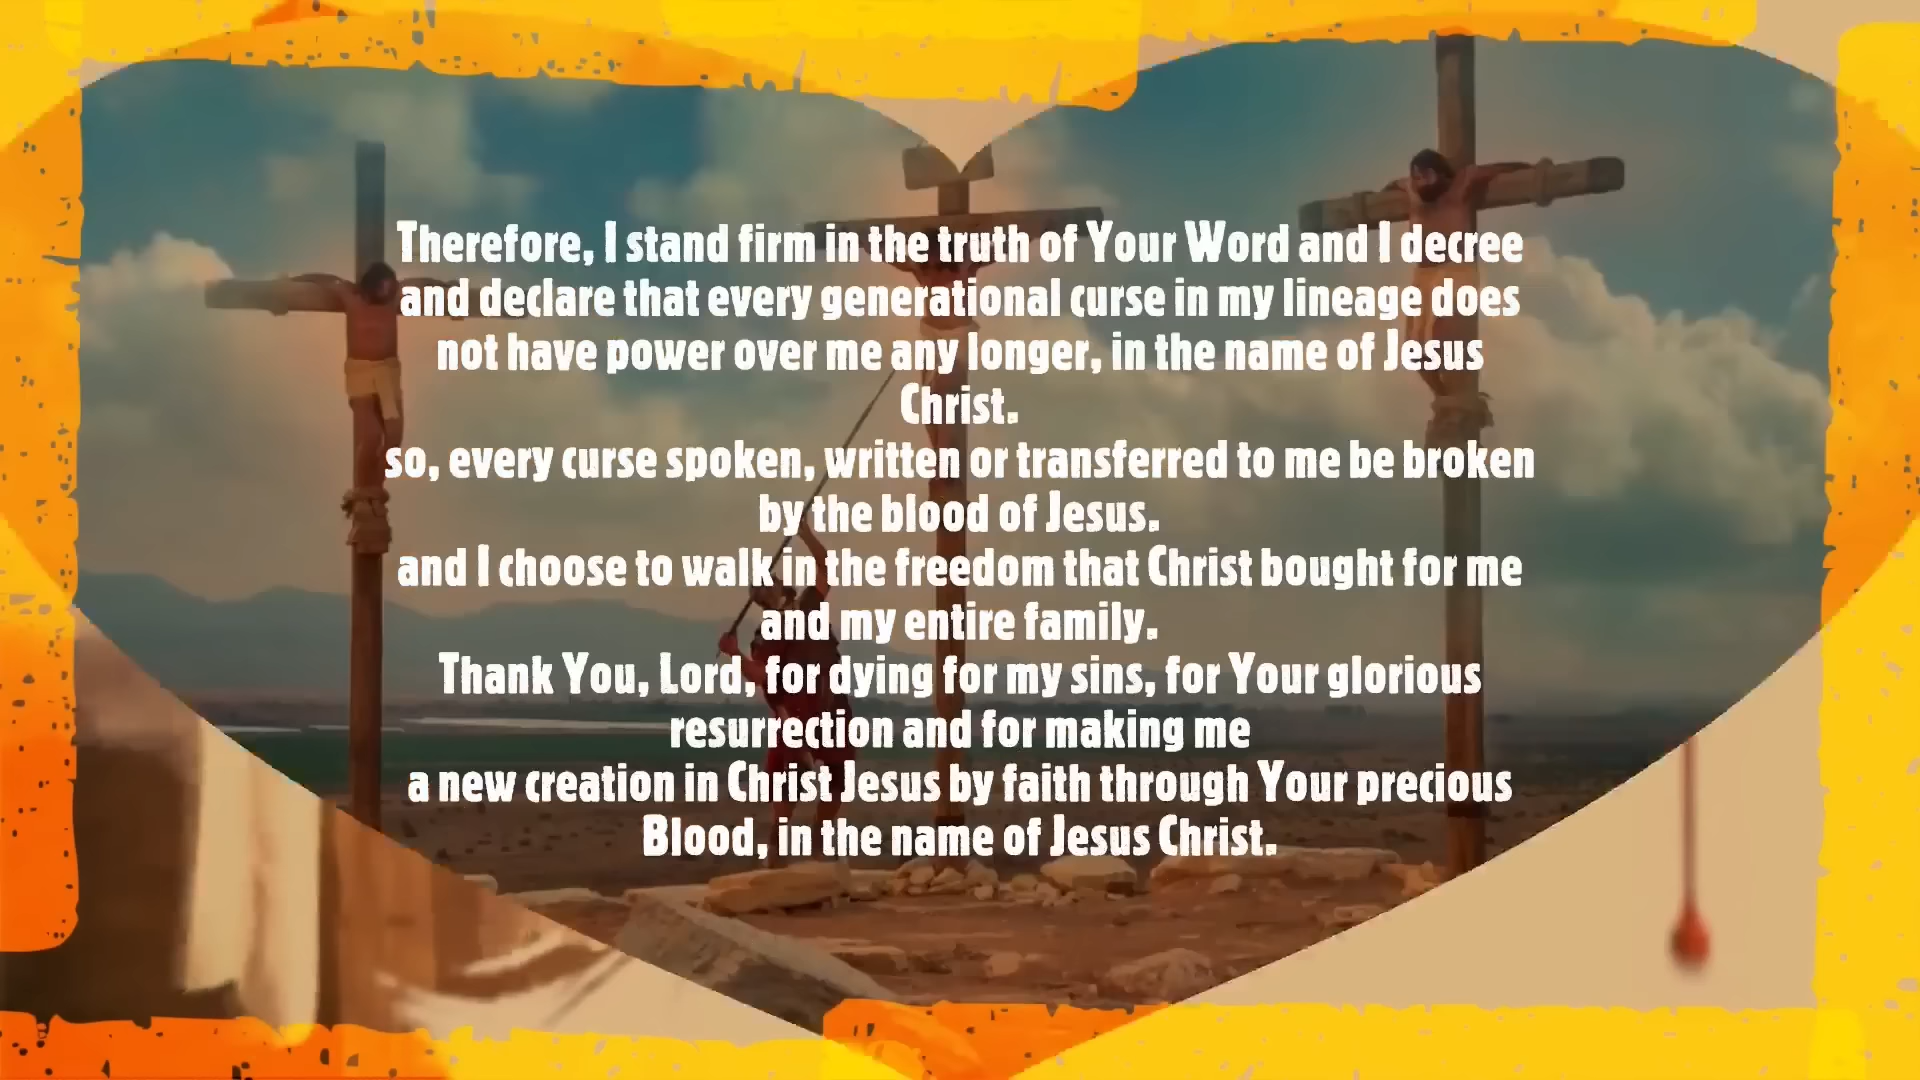 Therefore, I stand firm in the truth of Your Word and I decree
and declare that every generational curse in my lineage does
not have power over me any longer, in the name of Jesus
Christ.
so, every curse spoken, written or transferred to me be broken
by the blood of Jesus.
and I choose to walk in the freedom that Christ bought for me
and my entire family.
Thank You, Lord, for dying for my sins, for Your glorious
resurrection and for making me
a new creation in Christ Jesus by faith through Your precious
Blood, in the name of Jesus Christ.